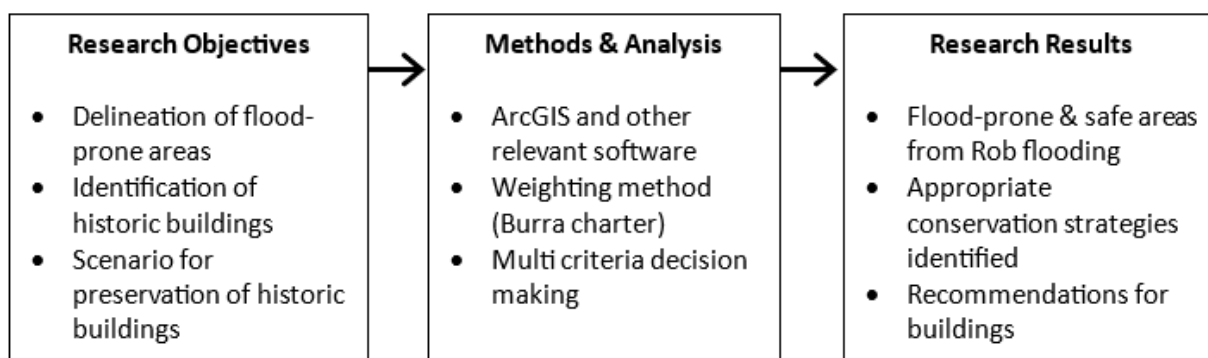 Research Objectives
• Delineation of flood-
prone areas
• Identification of
historic buildings
• Scenario for
preservation of historic
buildings
Methods & Analysis
• ArcGIS and other
relevant software
• Weighting method
(Burra charter)
• Multi criteria decision
making
Research Results
• Flood-prone & safe areas
from Rob flooding
• Appropriate
conservation strategies
identified
• Recommendations for
buildings